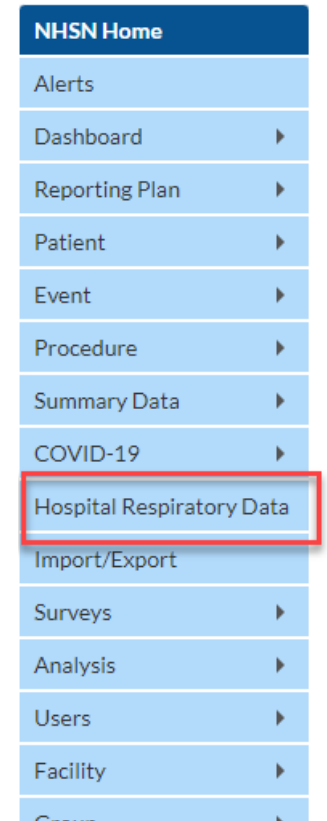 NHSN Home
Alerts
Dashboard
Reporting Plan
Patient
Event
Procedure
Summary Data
COVID-19
Hospital Respiratory Data
Import/Export
Surveys
Analysis
Users
Facility